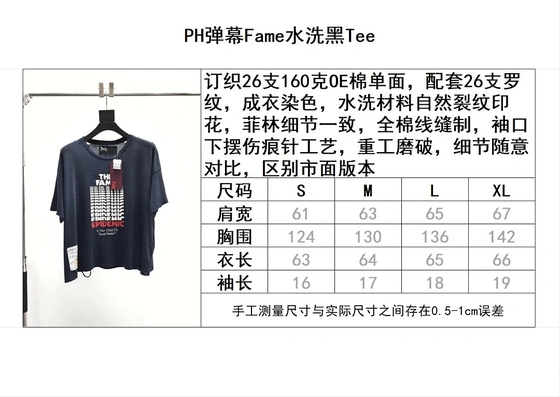 PH弹幕Fame水洗黑Tee
订织26支160克OE棉单面，配套26支罗
纹，成衣染色，水洗材料自然裂纹印
花，菲林细节一致，全棉线缝制，袖口
下摆伤痕针工艺，重工磨破，细节随意
对比，区别市面版本
尺码 S M L XL
肩宽 61 63 65 67
胸围 124 130 136 142
衣长 63 64 65 66
袖长 16 17 18 19
手工测量尺寸与实际尺寸之间存在0.5-1cm误差
THE
FAME
EPIDEMIC